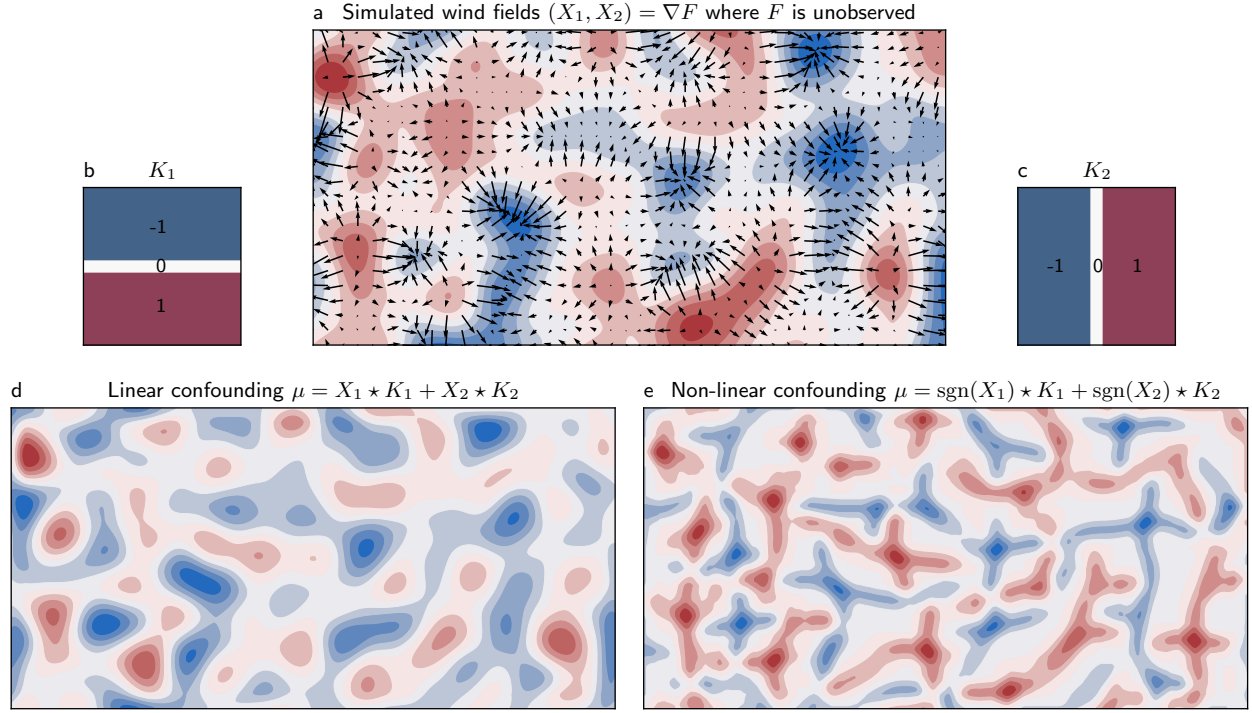 a Simulated wind fields (X₁, X₂) = ∇F where F is unobserved
b K₁
-1
0
1
c K₂
-1 0 1
d Linear confounding μ = X₁ ⋆ K₁ + X₂ ⋆ K₂
e Non-linear confounding μ = sgn(X₁) ⋆ K₁ + sgn(X₂) ⋆ K₂